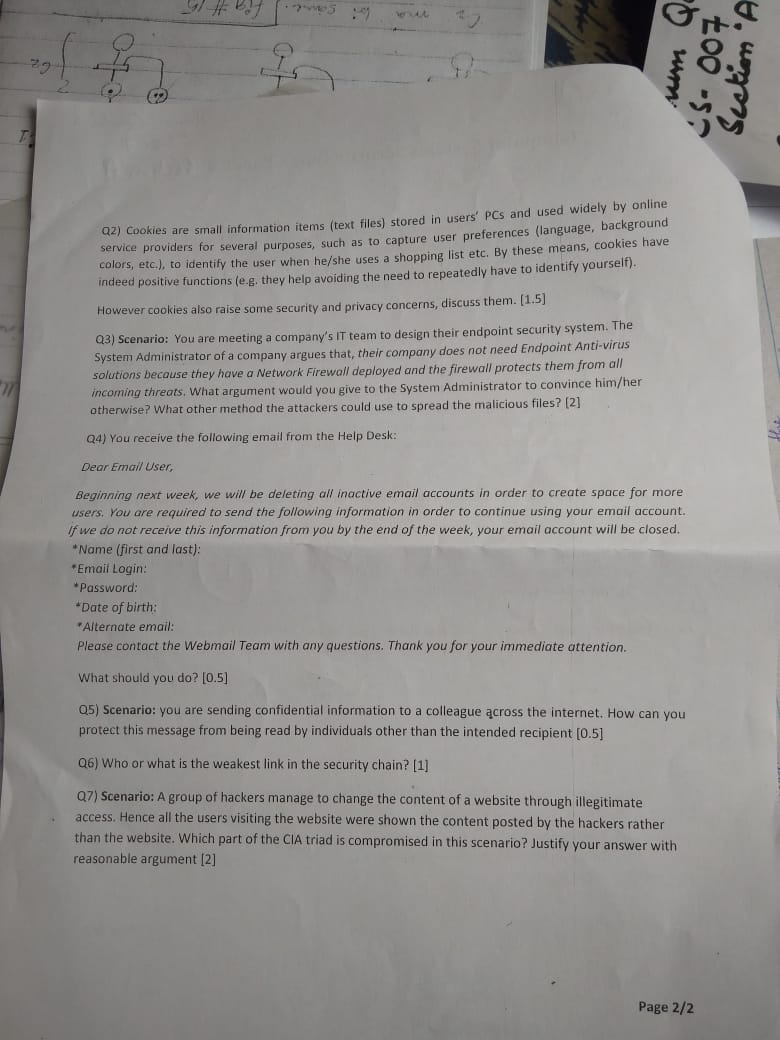 C2 ma bi same. fig # 15
C2
Q
CS-007
Section 'A
Q2) Cookies are small information items (text files) stored in users' PCs and used widely by online
service providers for several purposes, such as to capture user preferences (language, background
colors, etc.), to identify the user when he/she uses a shopping list etc. By these means, cookies have
indeed positive functions (e.g. they help avoiding the need to repeatedly have to identify yourself).
However cookies also raise some security and privacy concerns, discuss them. [1.5]
Q3) Scenario: You are meeting a company's IT team to design their endpoint security system. The
System Administrator of a company argues that, their company does not need Endpoint Anti-virus
solutions because they have a Network Firewall deployed and the firewall protects them from all
incoming threats. What argument would you give to the System Administrator to convince him/her
otherwise? What other method the attackers could use to spread the malicious files? [2]
Q4) You receive the following email from the Help Desk:
Dear Email User,
Beginning next week, we will be deleting all inactive email accounts in order to create space for more
users. You are required to send the following information in order to continue using your email account.
If we do not receive this information from you by the end of the week, your email account will be closed.
*Name (first and last):
*Email Login:
*Password:
*Date of birth:
*Alternate email:
Please contact the Webmail Team with any questions. Thank you for your immediate attention.
What should you do? [0.5]
Q5) Scenario: you are sending confidential information to a colleague across the internet. How can you
protect this message from being read by individuals other than the intended recipient [0.5]
Q6) Who or what is the weakest link in the security chain? [1]
Q7) Scenario: A group of hackers manage to change the content of a website through illegitimate
access. Hence all the users visiting the website were shown the content posted by the hackers rather
than the website. Which part of the CIA triad is compromised in this scenario? Justify your answer with
reasonable argument [2]
Page 2/2